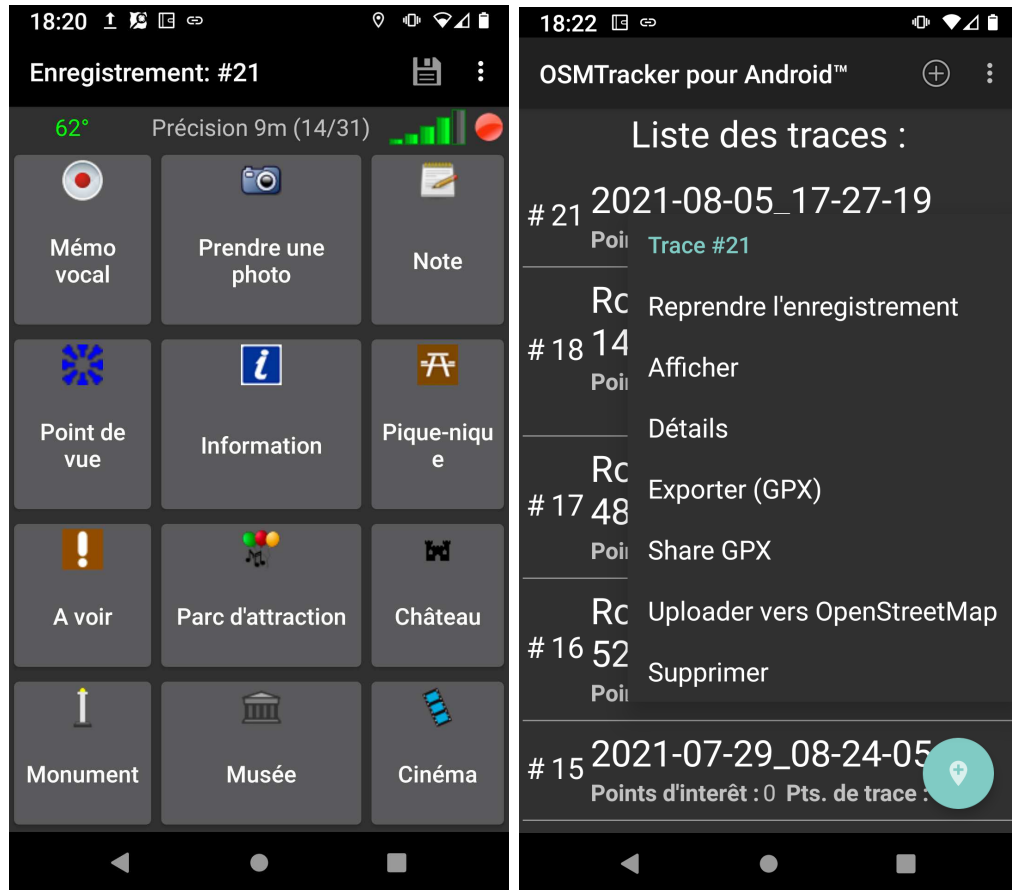 18:20
Enregistrement: #21
62° Précision 9m (14/31)
Mémo
vocal
Prendre une
photo
Note
Point de
vue
Information
Pique-niqu
e
A voir
Parc d'attraction
Château
Monument
Musée
Cinéma
18:22
OSMTracker pour Android™
Liste des traces :
#21 2021-08-05_17-27-19
Poi
Trace #21
Reprendre l'enregistrement
Afficher
Détails
Exporter (GPX)
Share GPX
Uploader vers OpenStreetMap
Supprimer
Ro
#18 14
Poi
Ro
#17 48
Poi
Ro
#16 52
Poi
#15 2021-07-29_08-24-05
Points d'interêt : 0 Pts. de trace :